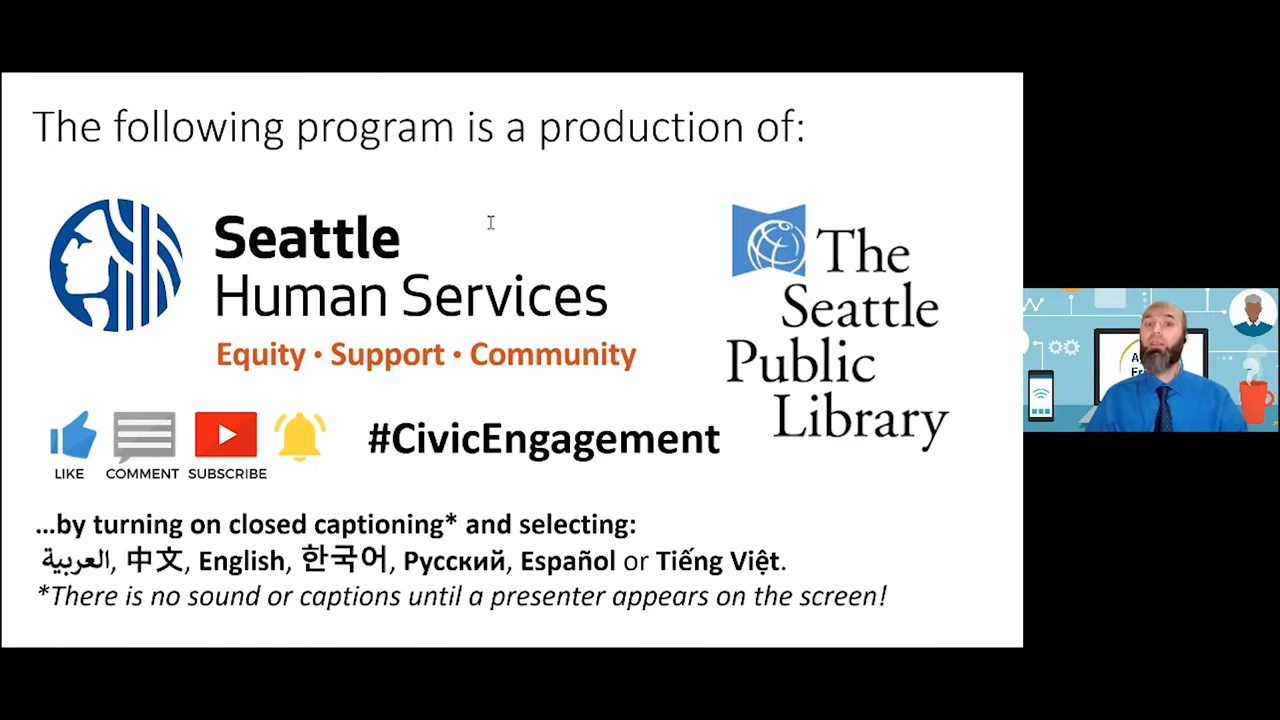 The following program is a production of:
Seattle
Human Services
Equity • Support • Community
The
Seattle
Public
Library
LIKE
COMMENT
SUBSCRIBE
#CivicEngagement
...by turning on closed captioning* and selecting:
العربية, 中文, English, 한국어, Русский, Español or Tiếng Việt.
*There is no sound or captions until a presenter appears on the screen!